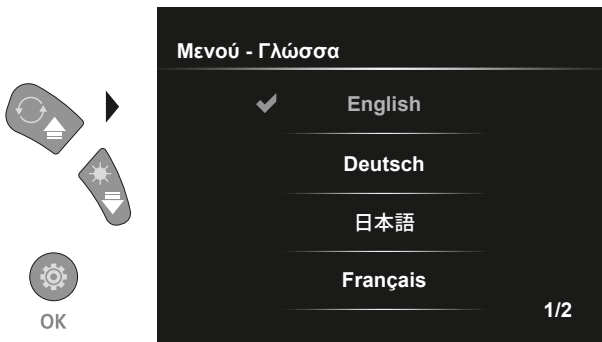 Μενού - Γλώσσα
English
Deutsch
日本語
Français
1/2
OK